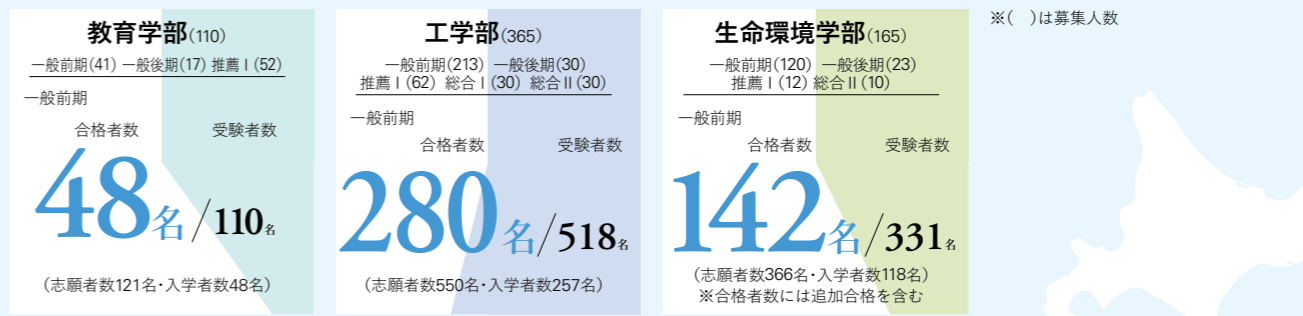 教育学部(110)
一般前期(41) 一般後期(17) 推薦Ⅰ(52)
一般前期
合格者数 受験者数
48名/110名
(志願者数121名・入学者数48名)
工学部(365)
一般前期(213) 一般後期(30)
推薦Ⅰ(62) 総合Ⅰ(30) 総合Ⅱ(30)
一般前期
合格者数 受験者数
280名/518名
(志願者数550名・入学者数257名)
生命環境学部(165)
一般前期(120) 一般後期(23)
推薦Ⅰ(12) 総合Ⅱ(10)
一般前期
合格者数 受験者数
142名/331名
(志願者数366名・入学者数118名)
※合格者数には追加合格を含む
※( )は募集人数